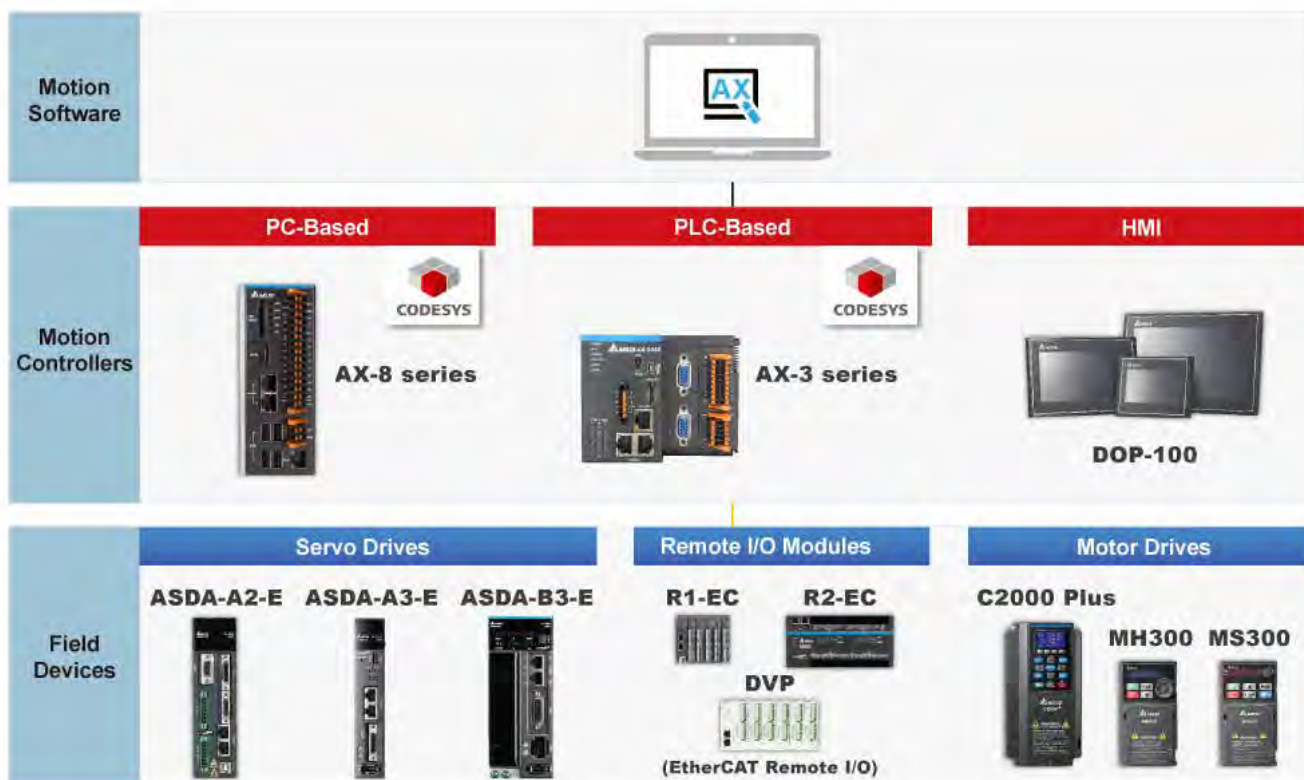 Motion
Software
AX
PC-Based
PLC-Based
HMI
CODESYS
CODESYS
Motion
Controllers
AX-8 series
AX-3 series
DOP-100
Servo Drives
Remote I/O Modules
Motor Drives
ASDA-A2-E
ASDA-A3-E
ASDA-B3-E
R1-EC
R2-EC
C2000 Plus
MH300
MS300
Field
Devices
DVP
(EtherCAT Remote I/O)